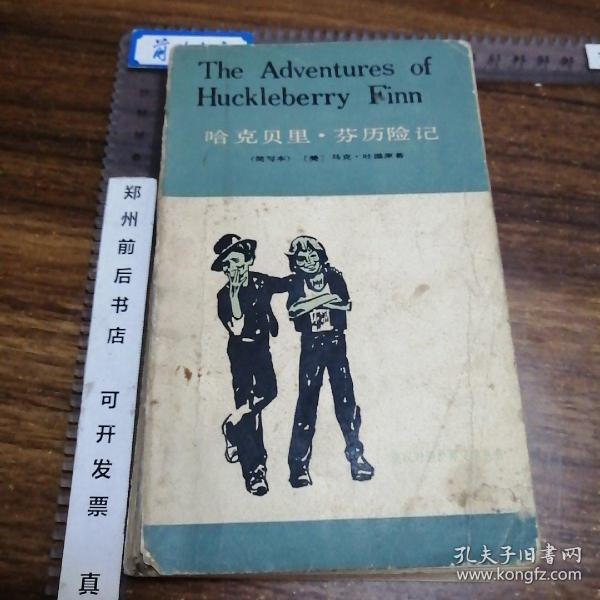 The Adventures of
Huckleberry Finn
哈克贝里·芬历险记
(简写本) [美] 马克·吐温原著
郑州前后书店 可开发票 真
孔夫子旧书网
www.kongfz.com